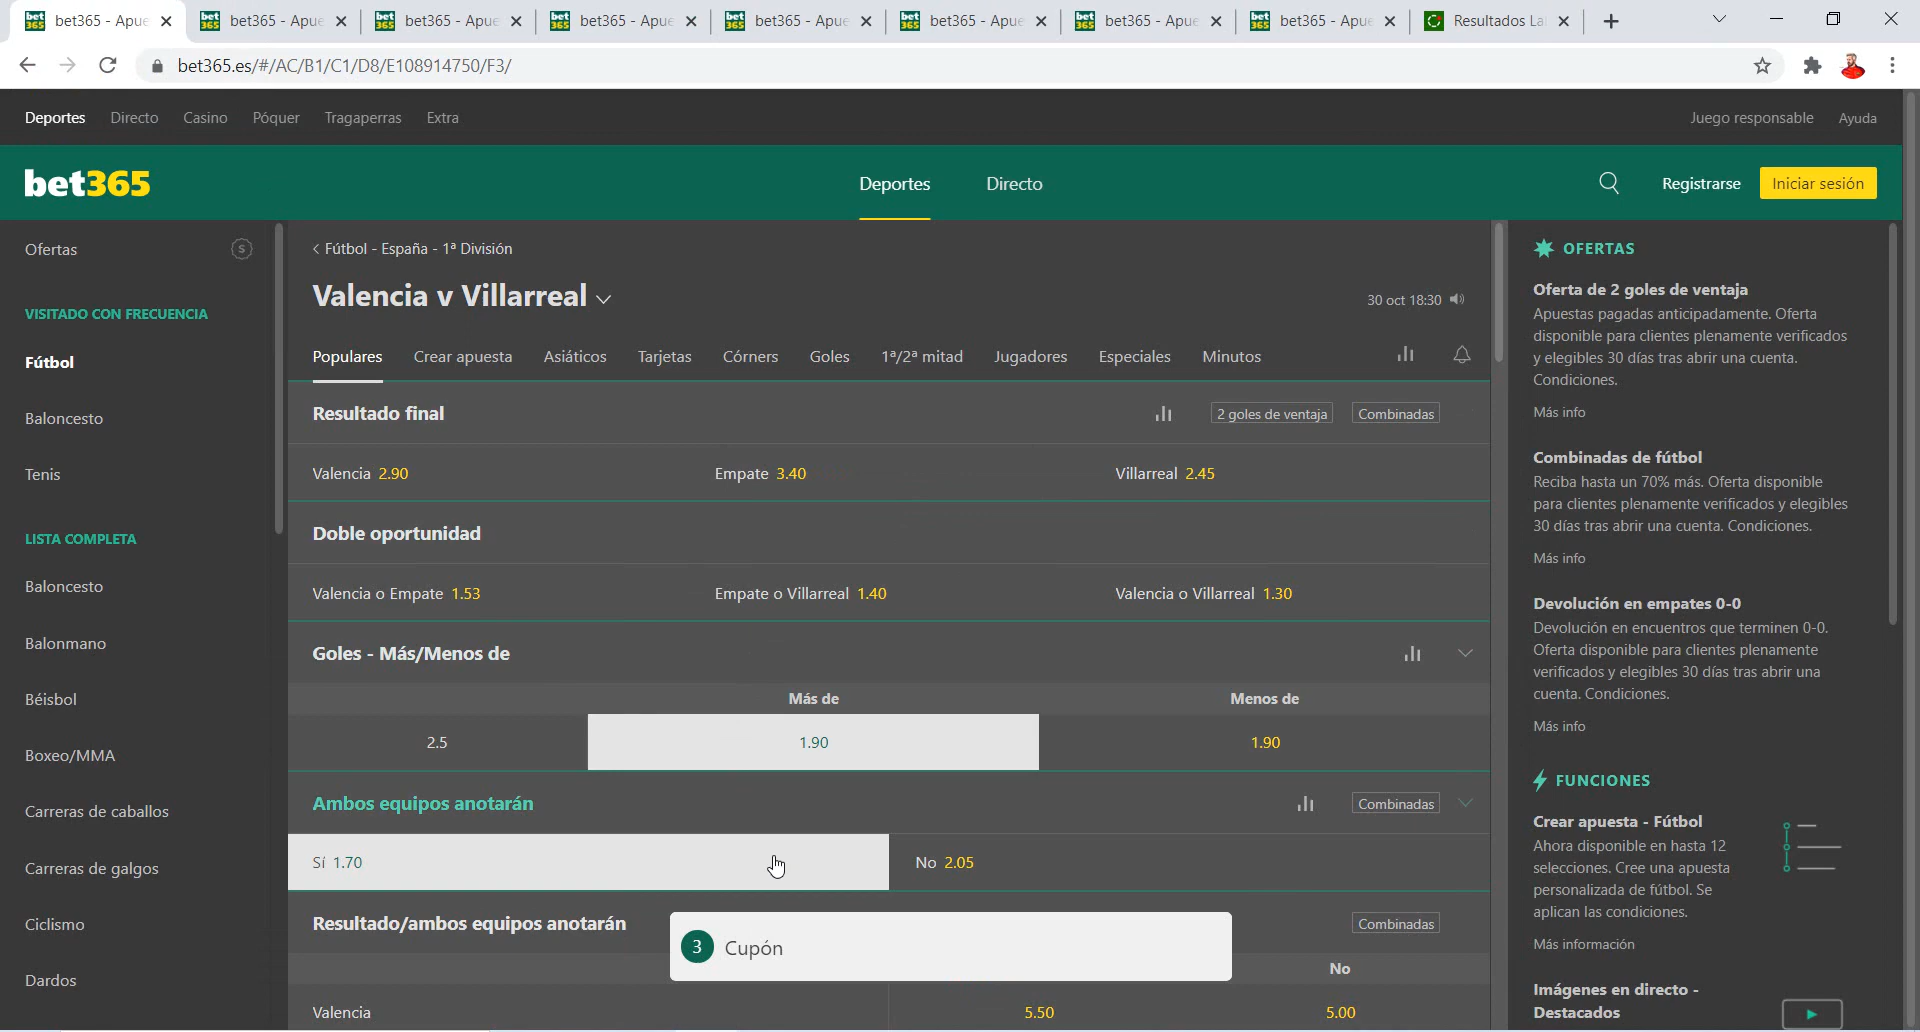 bet365 - Apue
bet365 - Apue
bet365 - Apue
bet365 - Apue
bet365 - Apue
bet365 - Apue
bet365 - Apue
bet365 - Apue
Resultados La
bet365.es/#/AC/B1/C1/D8/E108914750/F3/
Deportes Directo Casino Póquer Tragaperras Extra
Juego responsable Ayuda
bet365
Deportes Directo
Registrarse Iniciar sesión
Ofertas S
VISITADO CON FRECUENCIA
Fútbol
Baloncesto
Tenis
LISTA COMPLETA
Baloncesto
Balonmano
Béisbol
Boxeo/MMA
Carreras de caballos
Carreras de galgos
Ciclismo
Dardos
< Fútbol - España - 1ª División
Valencia v Villarreal
30 oct 18:30
Populares Crear apuesta Asiáticos Tarjetas Córners Goles 1ª/2ª mitad Jugadores Especiales Minutos
Resultado final 2 goles de ventaja Combinadas
Valencia 2.90 Empate 3.40 Villarreal 2.45
Doble oportunidad
Valencia o Empate 1.53 Empate o Villarreal 1.40 Valencia o Villarreal 1.30
Goles - Más/Menos de
Más de Menos de
2.5 1.90 1.90
Ambos equipos anotarán Combinadas
Sí 1.70 No 2.05
Resultado/ambos equipos anotarán Combinadas
3 Cupón
No
Valencia 5.50 5.00
OFERTAS
Oferta de 2 goles de ventaja
Apuestas pagadas anticipadamente. Oferta
disponible para clientes plenamente verificados
y elegibles 30 días tras abrir una cuenta.
Condiciones.
Más info
Combinadas de fútbol
Reciba hasta un 70% más. Oferta disponible
para clientes plenamente verificados y elegibles
30 días tras abrir una cuenta. Condiciones.
Más info
Devolución en empates 0-0
Devolución en encuentros que terminen 0-0.
Oferta disponible para clientes plenamente
verificados y elegibles 30 días tras abrir una
cuenta. Condiciones.
Más info
FUNCIONES
Crear apuesta - Fútbol
Ahora disponible en hasta 12
selecciones. Cree una apuesta
personalizada de fútbol. Se
aplican las condiciones.
Más información
Imágenes en directo -
Destacados